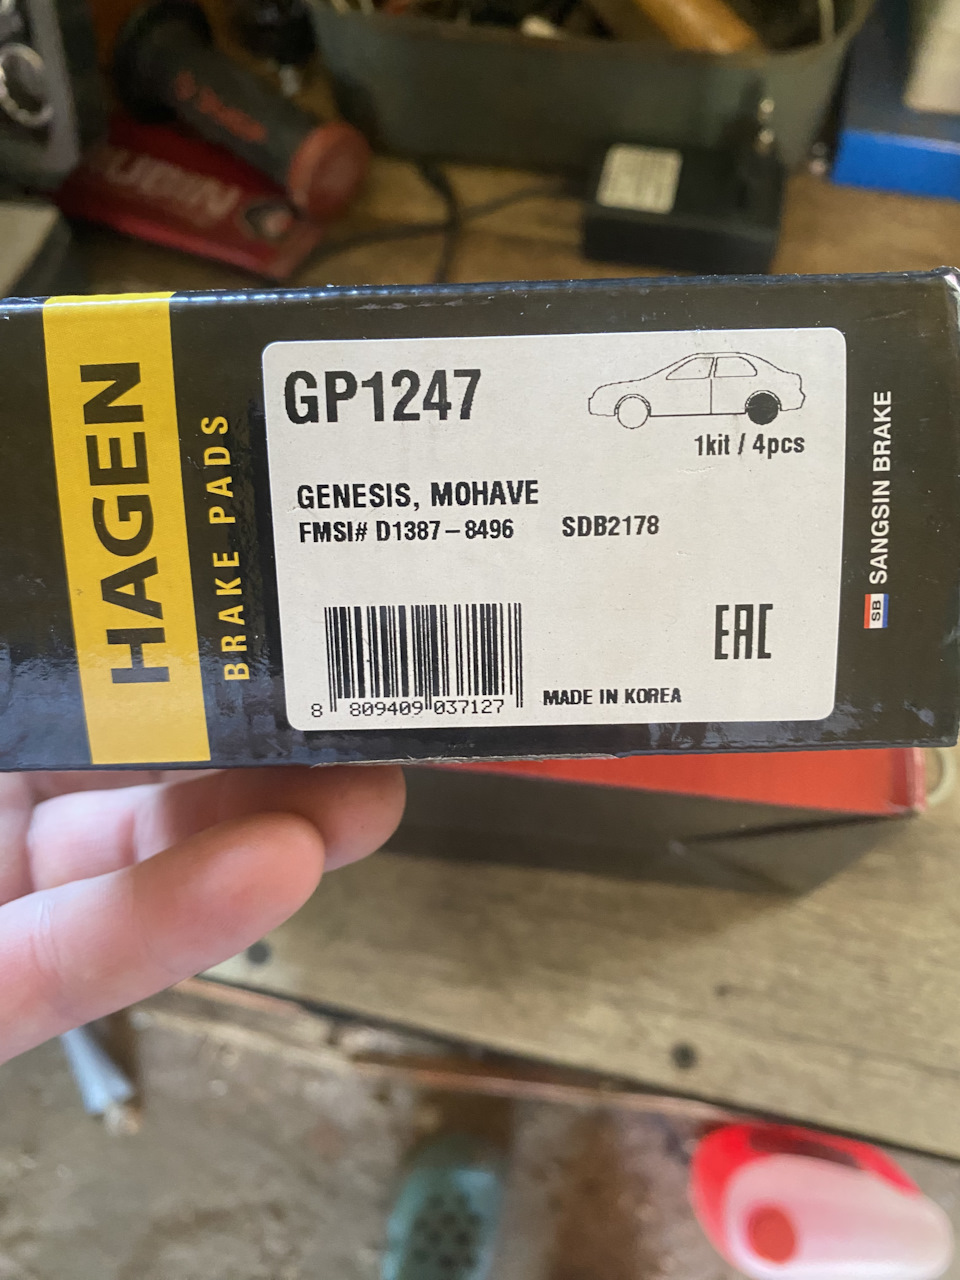 HAGEN
BRAKE PADS
GP1247
1kit / 4pcs
GENESIS, MOHAVE
FMSI# D1387-8496 SDB2178
EAC
8 809409 037127
MADE IN KOREA
SB SANGSIN BRAKE